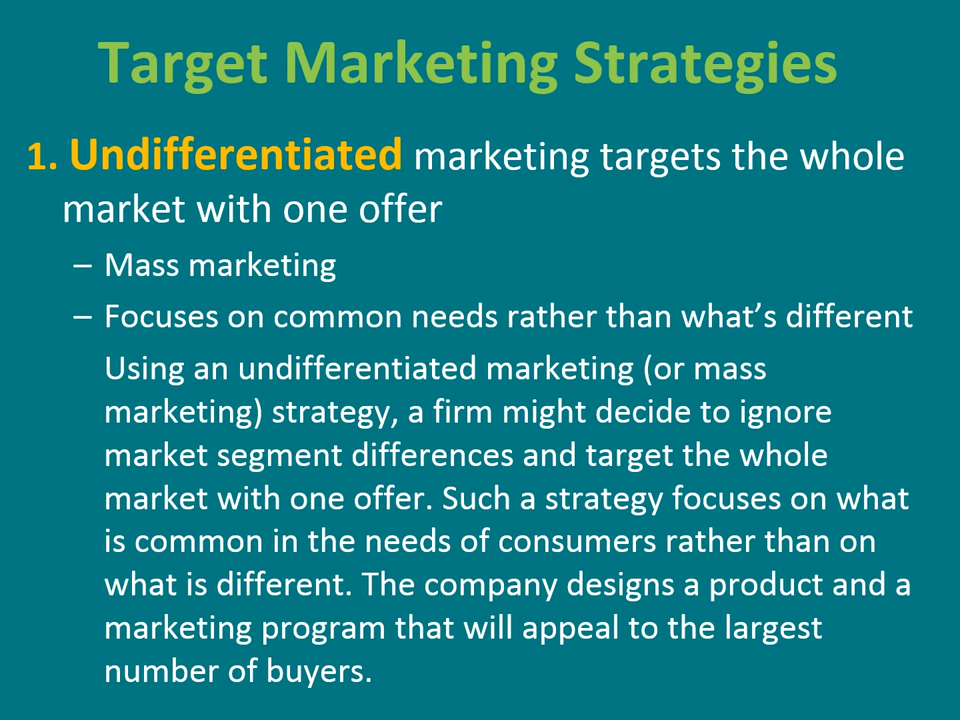 Target Marketing Strategies
1. Undifferentiated marketing targets the whole
market with one offer
– Mass marketing
– Focuses on common needs rather than what’s different
Using an undifferentiated marketing (or mass
marketing) strategy, a firm might decide to ignore
market segment differences and target the whole
market with one offer. Such a strategy focuses on what
is common in the needs of consumers rather than on
what is different. The company designs a product and a
marketing program that will appeal to the largest
number of buyers.